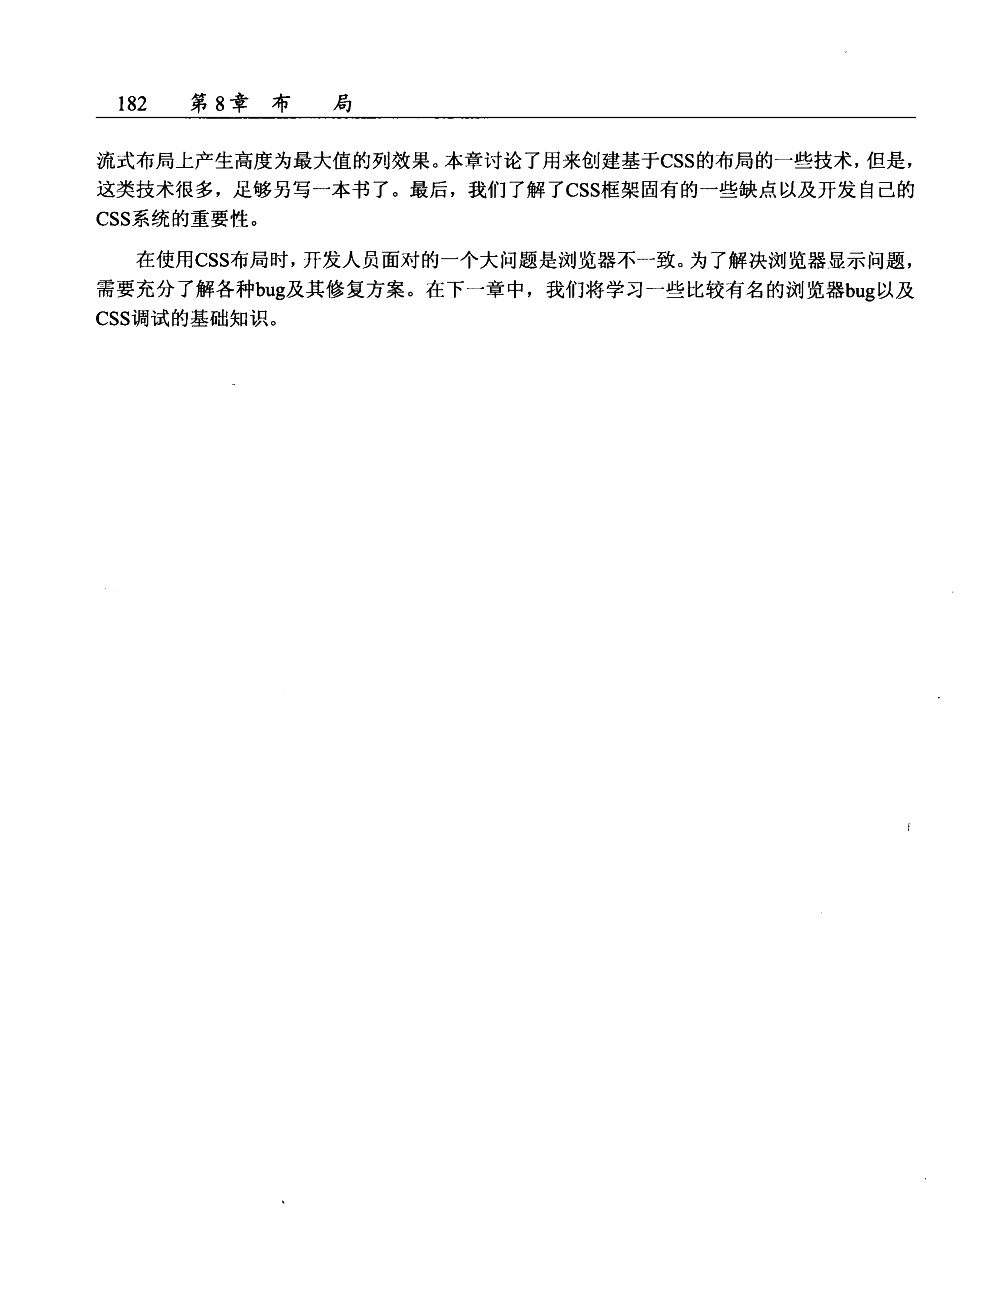 182 第8章 布 局
流式布局上产生高度为最大值的列效果。本章讨论了用来创建基于CSS的布局的一些技术，但是，
这类技术很多，足够另写一本书了。最后，我们了解了CSS框架固有的一些缺点以及开发自己的
CSS系统的重要性。
在使用CSS布局时，开发人员面对的一个大问题是浏览器不一致。为了解决浏览器显示问题，
需要充分了解各种bug及其修复方案。在下一章中，我们将学习一些比较有名的浏览器bug以及
CSS调试的基础知识。